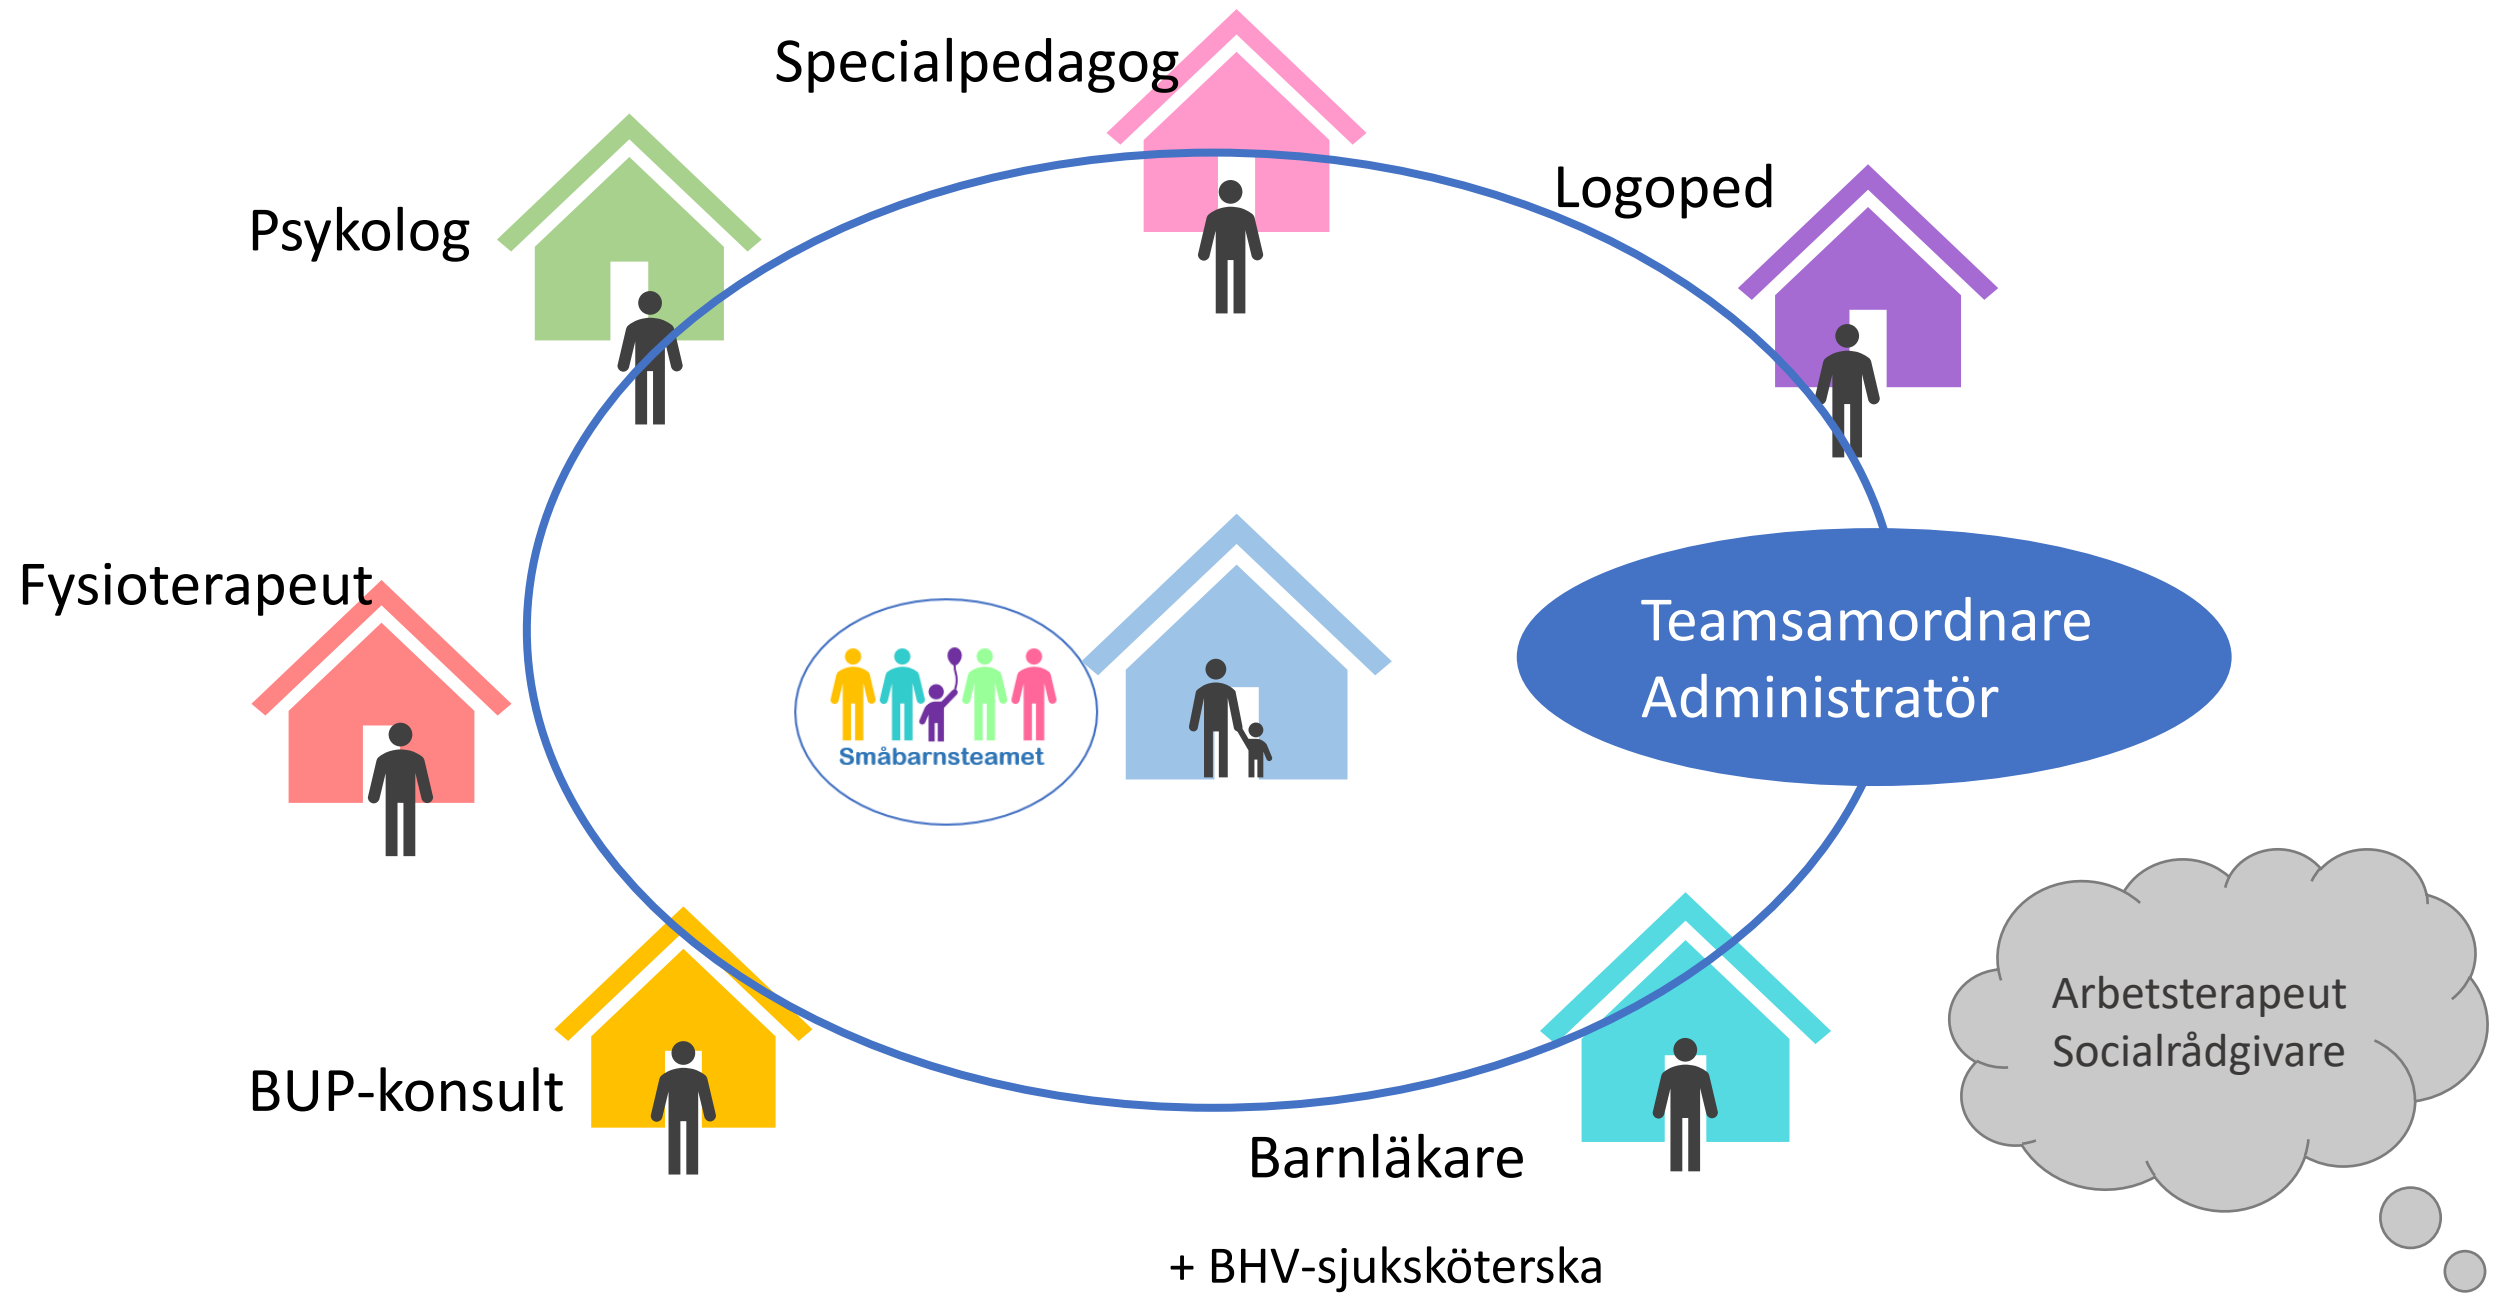 Specialpedagog
Logoped
Psykolog
Fysioterapeut
Teamsamordnare
Administratör
Småbarnsteamet
Arbetsterapeut
Socialrådgivare
BUP-konsult
Barnläkare
+ BHV-sjuksköterska